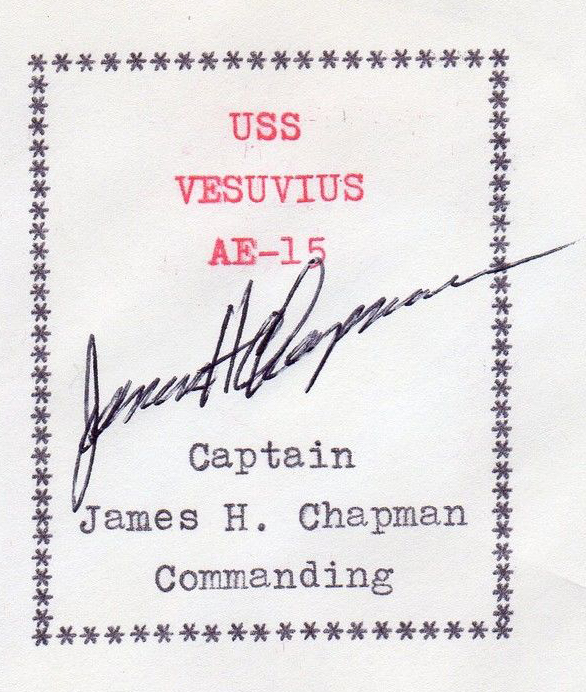 USS
VESUVIUS
AE-15
James H Chapman
Captain
James H. Chapman
Commanding